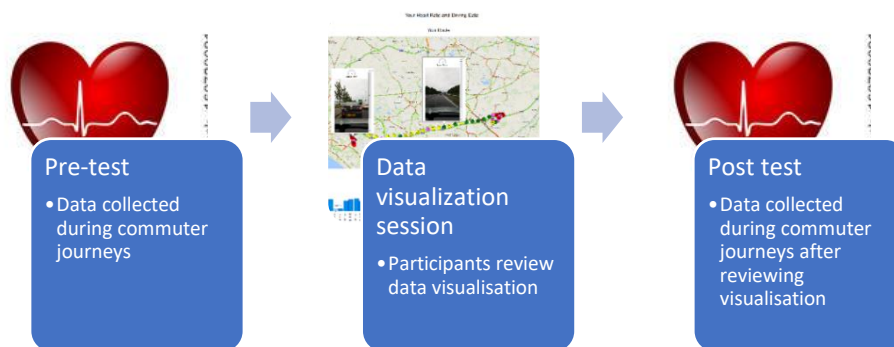 Your Heart Rate and Driving Data
Pre-test
•Data collected
during commuter
journeys
Data
visualization
session
•Participants review
data visualisation
Post test
•Data collected
during commuter
journeys after
reviewing
visualisation